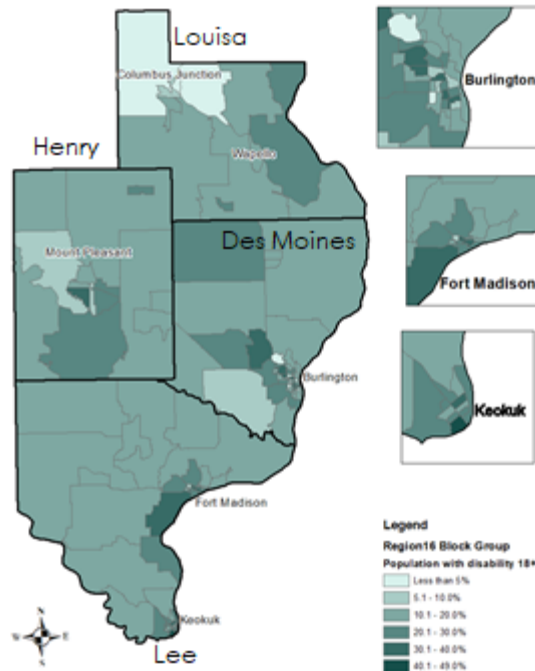 Louisa
Columbus Junction
Burlington
Henry
Wapello
Des Moines
Mount Pleasant
Fort Madison
Burlington
Keokuk
Fort Madison
Legend
Region16 Block Group
Population with disability 18+
Less than 5%
5.1 - 10.0%
10.1 - 20.0%
20.1 - 30.0%
30.1 - 40.0%
40.1 - 49.0%
N
W
E
S
Keokuk
Lee